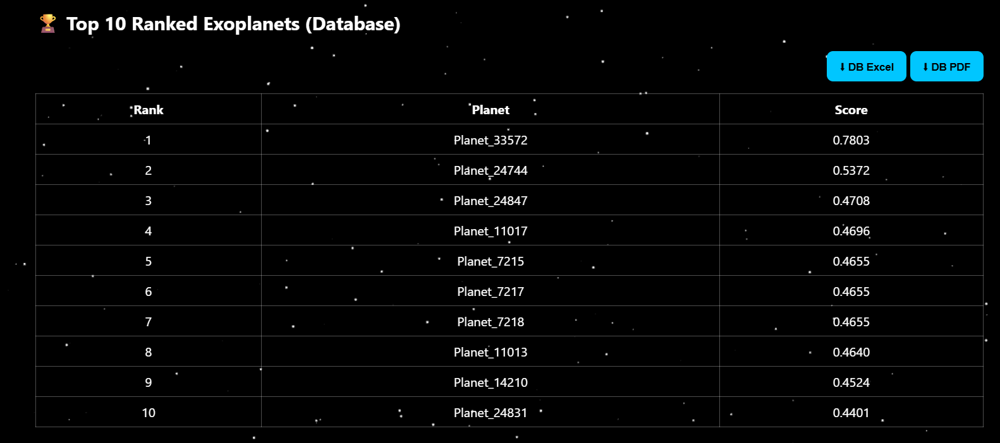 🏆 Top 10 Ranked Exoplanets (Database)
⬇ DB Excel ⬇ DB PDF
Rank Planet Score
1 Planet_33572 0.7803
2 Planet_24744 0.5372
3 Planet_24847 0.4708
4 Planet_11017 0.4696
5 Planet_7215 0.4655
6 Planet_7217 0.4655
7 Planet_7218 0.4655
8 Planet_11013 0.4640
9 Planet_14210 0.4524
10 Planet_24831 0.4401